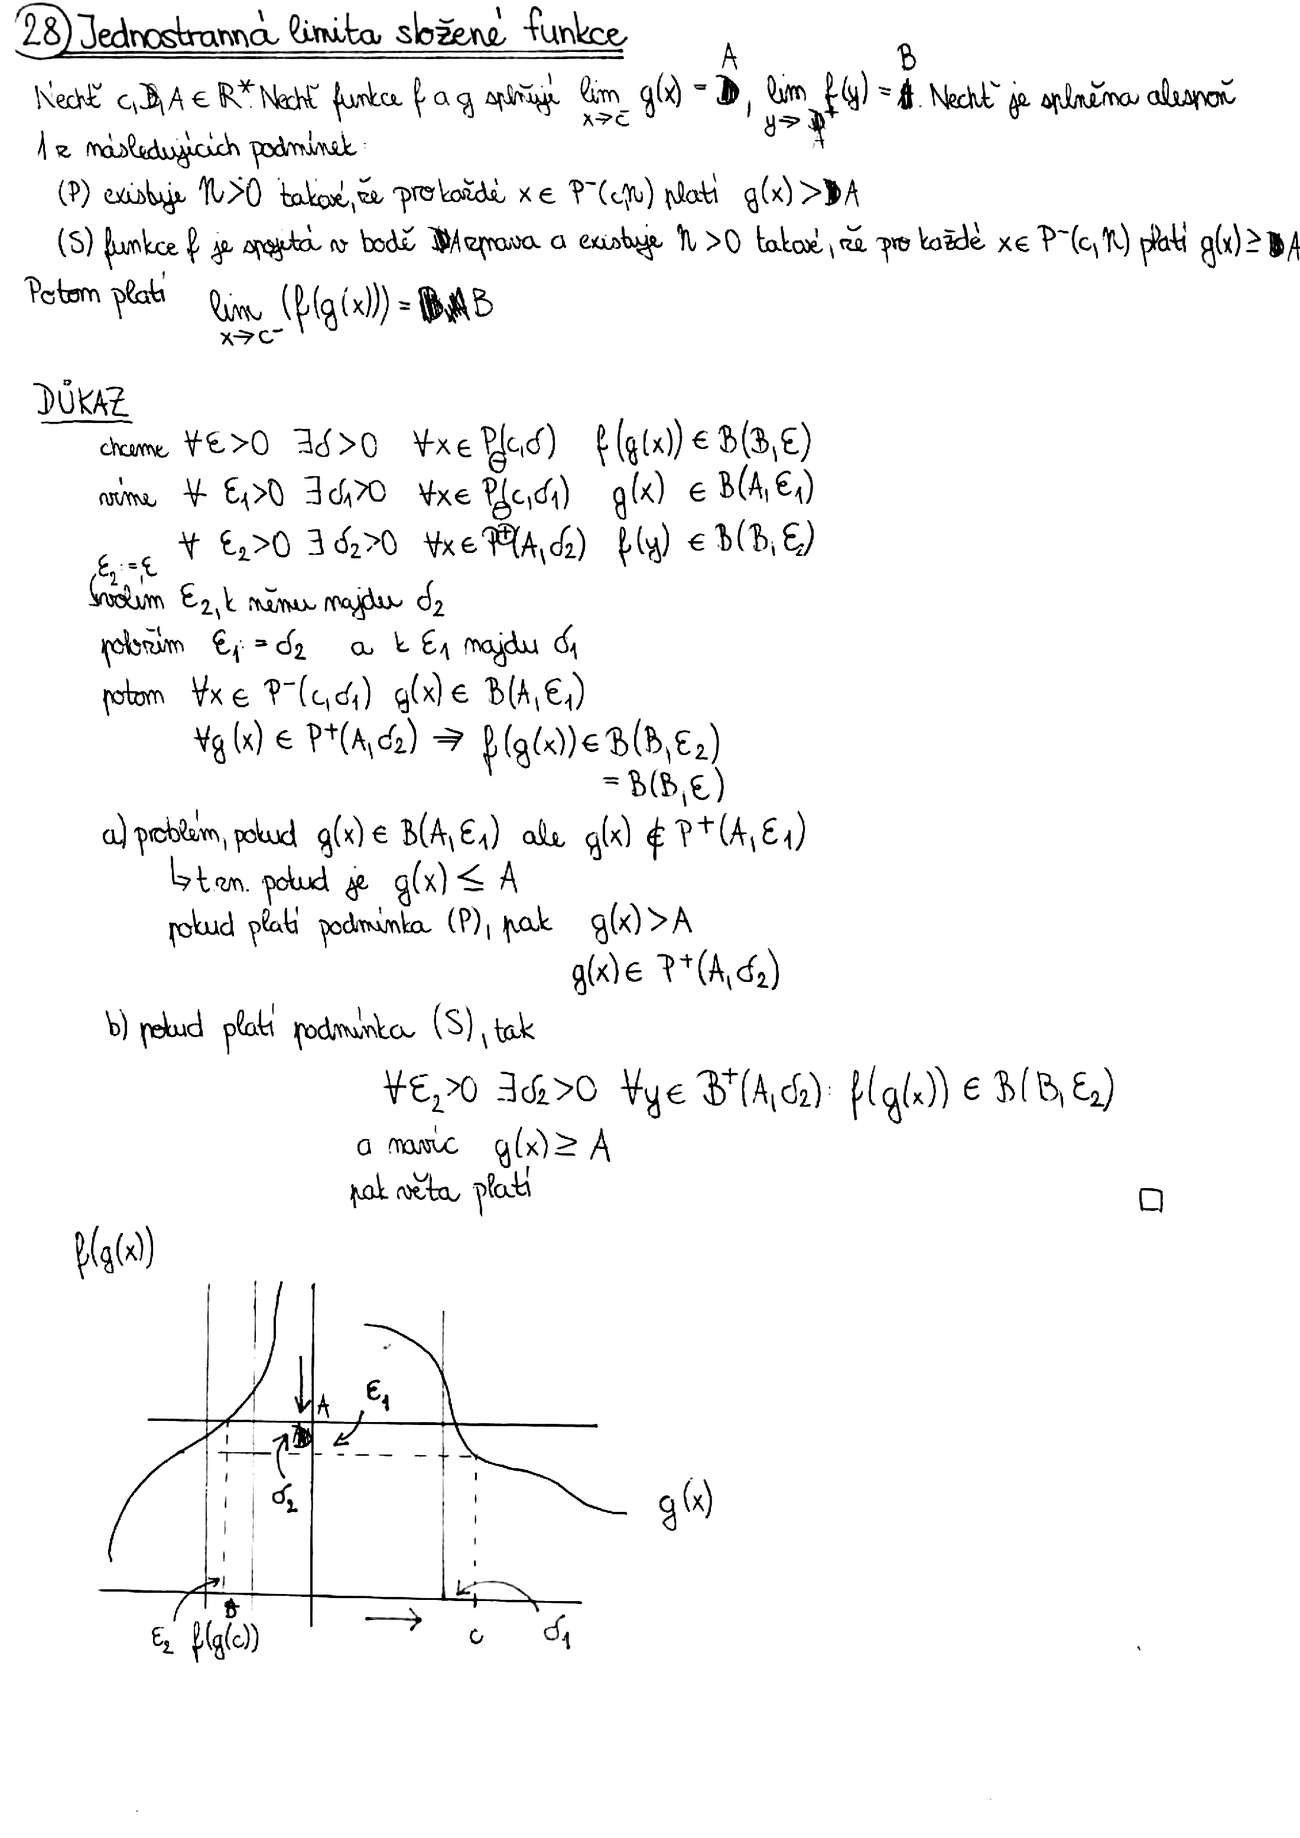 28 Jednostranná limita složené funkce
Nechť c, B, A ∈ R*. Nechť funkce f a g splňují lim x→c⁻ g(x) = A, lim y→A⁺ f(y) = B. Nechť je splněna alespoň
1 z následujících podmínek:
(P) existuje η>0 takové, že pro každé x ∈ P⁻(c,η) platí g(x) > A
(S) funkce f je spojitá v bodě A zprava a existuje η > 0 takové, že pro každé x ∈ P⁻(c,η) platí g(x) ≥ A
Potom platí lim x→c⁻ (f(g(x))) = B
DŮKAZ
chceme ∀ε>0 ∃δ>0 ∀x∈ P⁻(c,δ) f(g(x)) ∈ B(B,ε)
víme ∀ ε₁>0 ∃δ₁>0 ∀x∈ P⁻(c,δ₁) g(x) ∈ B(A,ε₁)
∀ ε₂>0 ∃ δ₂>0 ∀x∈ P⁺(A,δ₂) f(y) ∈ B(B,ε₂)
ε₂:=ε
zvolím ε₂, k němu najdu δ₂
položím ε₁:=δ₂ a k ε₁ najdu δ₁
potom ∀x ∈ P⁻(c,δ₁) g(x) ∈ B(A,ε₁)
∀g(x) ∈ P⁺(A,δ₂) ⇒ f(g(x)) ∈ B(B,ε₂)
= B(B,ε)
a) problém, pokud g(x) ∈ B(A,ε₁) ale g(x) ∉ P⁺(A,ε₁)
↳ tzn. pokud je g(x) ≤ A
pokud platí podmínka (P), pak g(x) > A
g(x) ∈ P⁺(A,δ₂)
b) pokud platí podmínka (S), tak
∀ε₂>0 ∃δ₂>0 ∀y∈ B⁺(A,δ₂): f(g(x)) ∈ B(B,ε₂)
a navíc g(x) ≥ A
pak věta platí □
f(g(x))
A ε₁
δ₂
g(x)
B
ε₂ f(g(c)) c δ₁